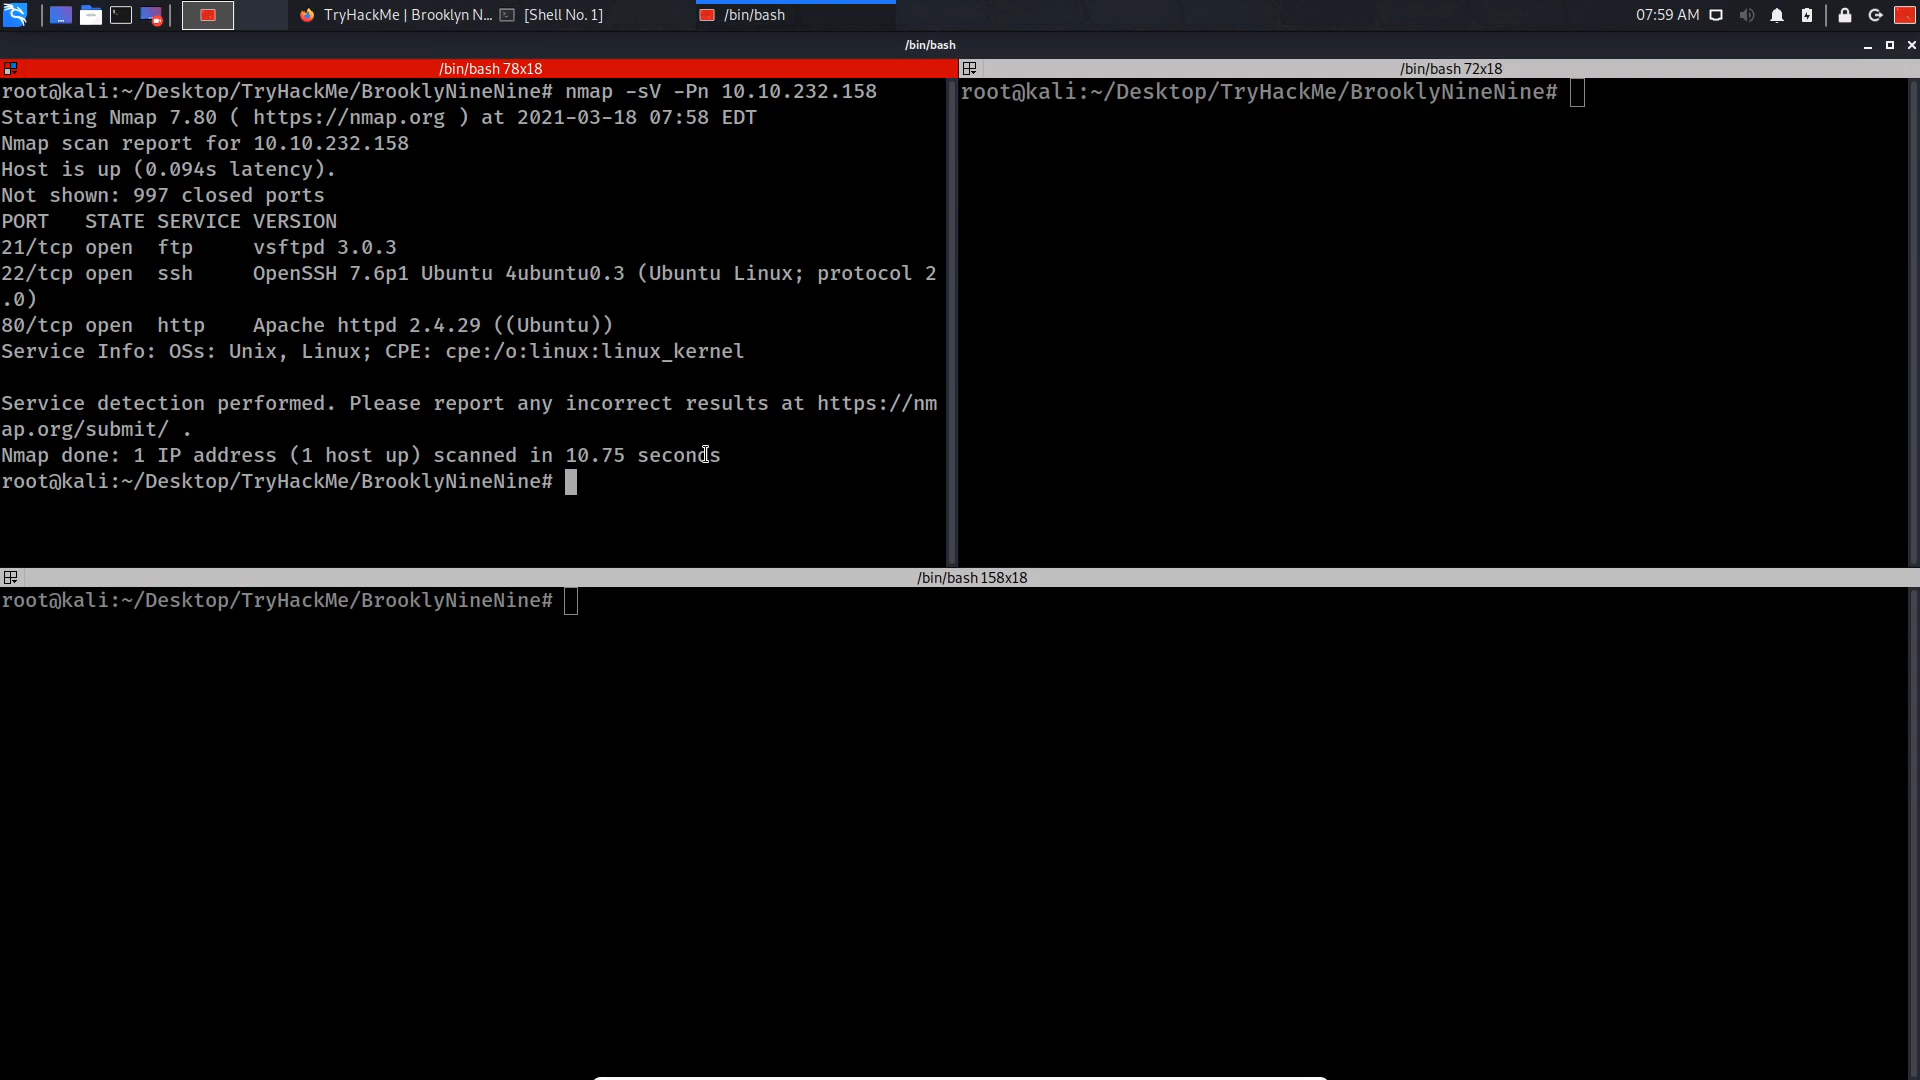 TryHackMe | Brooklyn N... [Shell No. 1] /bin/bash 07:59 AM
/bin/bash
/bin/bash 78x18
root@kali:~/Desktop/TryHackMe/BrooklyNineNine# nmap -sV -Pn 10.10.232.158
Starting Nmap 7.80 ( https://nmap.org ) at 2021-03-18 07:58 EDT
Nmap scan report for 10.10.232.158
Host is up (0.094s latency).
Not shown: 997 closed ports
PORT   STATE SERVICE VERSION
21/tcp open  ftp     vsftpd 3.0.3
22/tcp open  ssh     OpenSSH 7.6p1 Ubuntu 4ubuntu0.3 (Ubuntu Linux; protocol 2
.0)
80/tcp open  http    Apache httpd 2.4.29 ((Ubuntu))
Service Info: OSs: Unix, Linux; CPE: cpe:/o:linux:linux_kernel
Service detection performed. Please report any incorrect results at https://nm
ap.org/submit/ .
Nmap done: 1 IP address (1 host up) scanned in 10.75 seconds
root@kali:~/Desktop/TryHackMe/BrooklyNineNine#
/bin/bash 72x18
root@kali:~/Desktop/TryHackMe/BrooklyNineNine#
/bin/bash 158x18
root@kali:~/Desktop/TryHackMe/BrooklyNineNine#